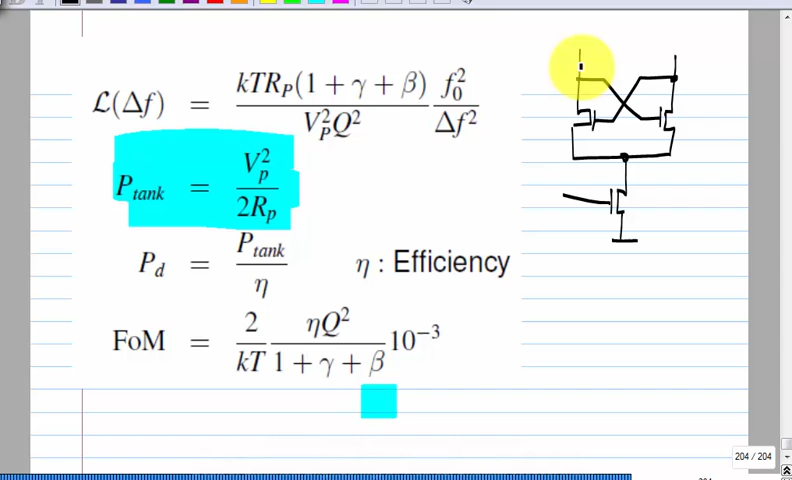 ℒ(Δf) = kTR_P(1 + γ + β) / V_P^2 Q^2 f_0^2 / Δf^2
P_tank = V_p^2 / 2R_p
P_d = P_tank / η η : Efficiency
FoM = 2 / kT ηQ^2 / 1 + γ + β 10^−3
204 / 204